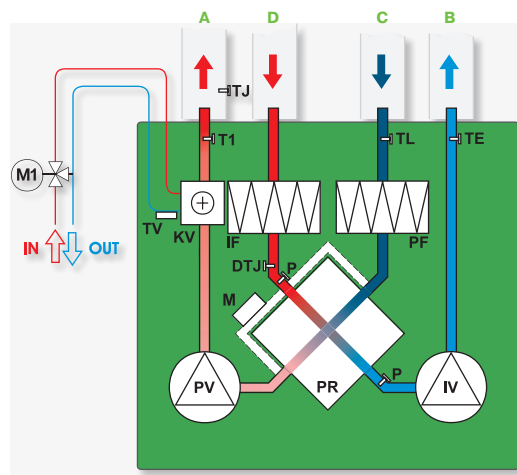 A D C B
TJ
T1 TL TE
M1
TV KV IF PF
IN OUT
DTJ P
M
PV PR P IV